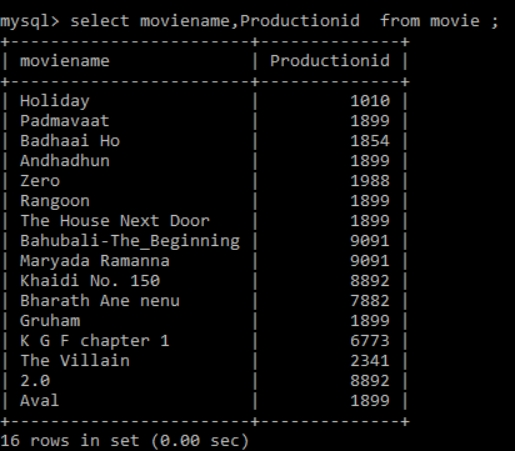 mysql> select moviename,Productionid  from movie ;
+-------------------------+--------------+
| moviename               | Productionid |
+-------------------------+--------------+
| Holiday                 |         1010 |
| Padmavaat               |         1899 |
| Badhaai Ho              |         1854 |
| Andhadhun               |         1899 |
| Zero                    |         1988 |
| Rangoon                 |         1899 |
| The House Next Door     |         1899 |
| Bahubali-The_Beginning  |         9091 |
| Maryada Ramanna         |         9091 |
| Khaidi No. 150          |         8892 |
| Bharath Ane nenu        |         7882 |
| Gruham                  |         1899 |
| K G F chapter 1         |         6773 |
| The Villain             |         2341 |
| 2.0                     |         8892 |
| Aval                    |         1899 |
+-------------------------+--------------+
16 rows in set (0.00 sec)